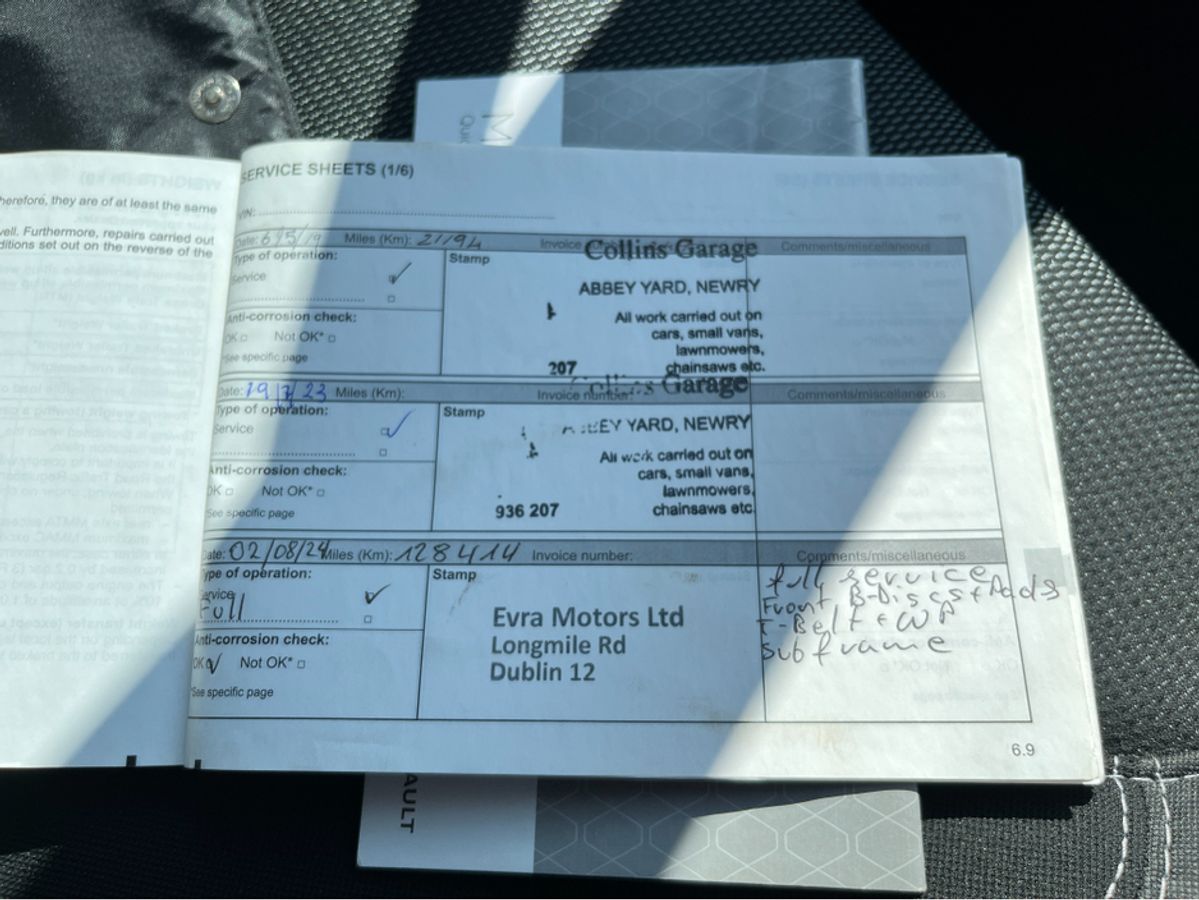 SERVICE SHEETS (1/6)
herefore, they are of at least the same
vell. Furthermore, repairs carried out
ditions set out on the reverse of the
VIN:
Date: 6/5/19 Miles (Km): 21194 Invoice Comments/miscellaneous
Type of operation:
Service
Anti-corrosion check:
OK Not OK*
*See specific page
Stamp
Collins Garage
ABBEY YARD, NEWRY
All work carried out on
cars, small vans,
lawnmowers,
chainsaws etc.
207
Date: 19/7/23 Miles (Km): Invoice number: Comments/miscellaneous
Type of operation:
Service
Anti-corrosion check:
OK Not OK*
*See specific page
Stamp
Collins Garage
EY YARD, NEWRY
All work carried out on
cars, small vans,
lawnmowers,
chainsaws etc
936 207
Date: 02/08/24 Miles (Km): 128414 Invoice number: Comments/miscellaneous
Type of operation:
Service
Full
Anti-corrosion check:
OK Not OK*
*See specific page
Stamp
Evra Motors Ltd
Longmile Rd
Dublin 12
full service
Front B-Discs + Pads
T-Belt + WP
Subframe
6.9
AULT